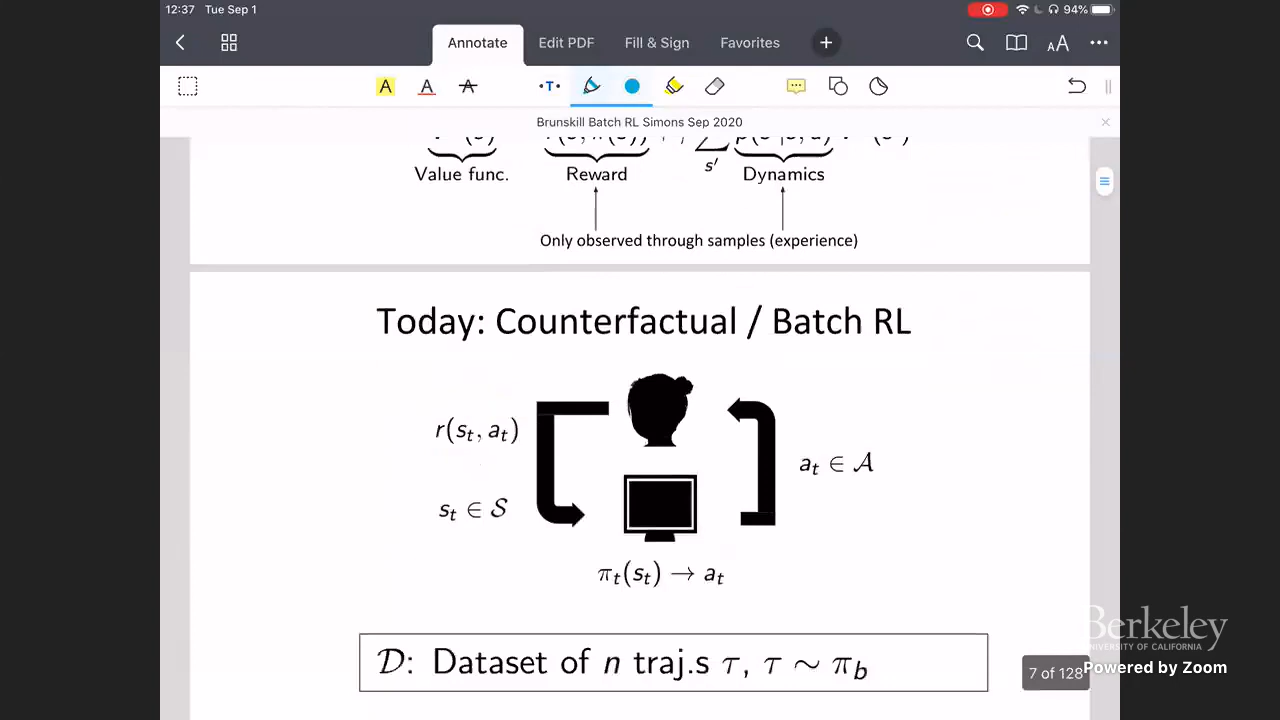 12:37 Tue Sep 1
94%
Annotate Edit PDF Fill & Sign Favorites
A A A T AA
Brunskill Batch RL Simons Sep 2020
s′
Value func. Reward Dynamics
Only observed through samples (experience)
Today: Counterfactual / Batch RL
r(s_t, a_t)
a_t ∈ 𝒜
s_t ∈ 𝒮
π_t(s_t) → a_t
𝒟: Dataset of n traj.s τ, τ ∼ π_b
7 of 128
Berkeley
UNIVERSITY OF CALIFORNIA
Powered by Zoom